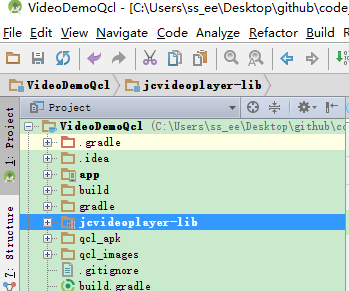 VideoDemoQcl - [C:\Users\ss_ee\Desktop\github\code
File Edit View Navigate Code Analyze Refactor Build R
VideoDemoQcl jcvideoplayer-lib
1: Project
Project
VideoDemoQcl (C:\Users\ss_ee\Desktop\github\co
.gradle
.idea
app
build
gradle
jcvideoplayer-lib
qcl_apk
qcl_images
.gitignore
build.gradle
7: Structure